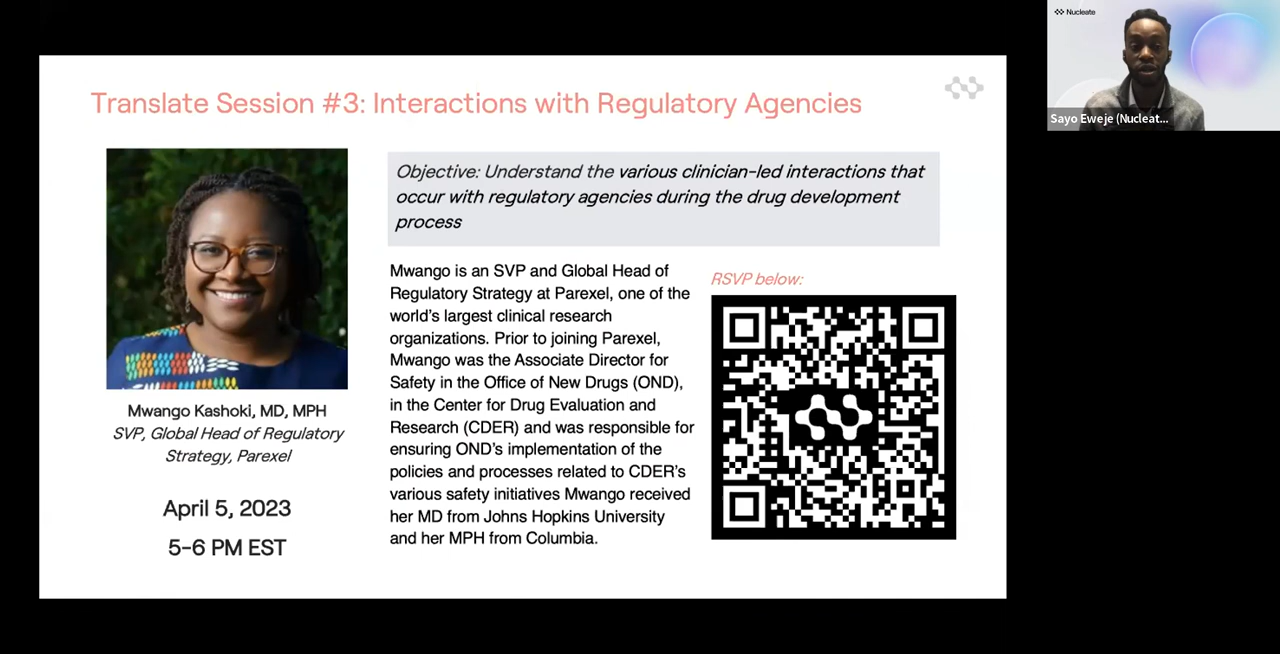 Translate Session #3: Interactions with Regulatory Agencies
Objective: Understand the various clinician-led interactions that
occur with regulatory agencies during the drug development
process
Mwango is an SVP and Global Head of
Regulatory Strategy at Parexel, one of the
world's largest clinical research
organizations. Prior to joining Parexel,
Mwango was the Associate Director for
Safety in the Office of New Drugs (OND),
in the Center for Drug Evaluation and
Research (CDER) and was responsible for
ensuring OND's implementation of the
policies and processes related to CDER's
various safety initiatives Mwango received
her MD from Johns Hopkins University
and her MPH from Columbia.
RSVP below:
Mwango Kashoki, MD, MPH
SVP, Global Head of Regulatory
Strategy, Parexel
April 5, 2023
5-6 PM EST
Nucleate
Sayo Eweje (Nucleat...